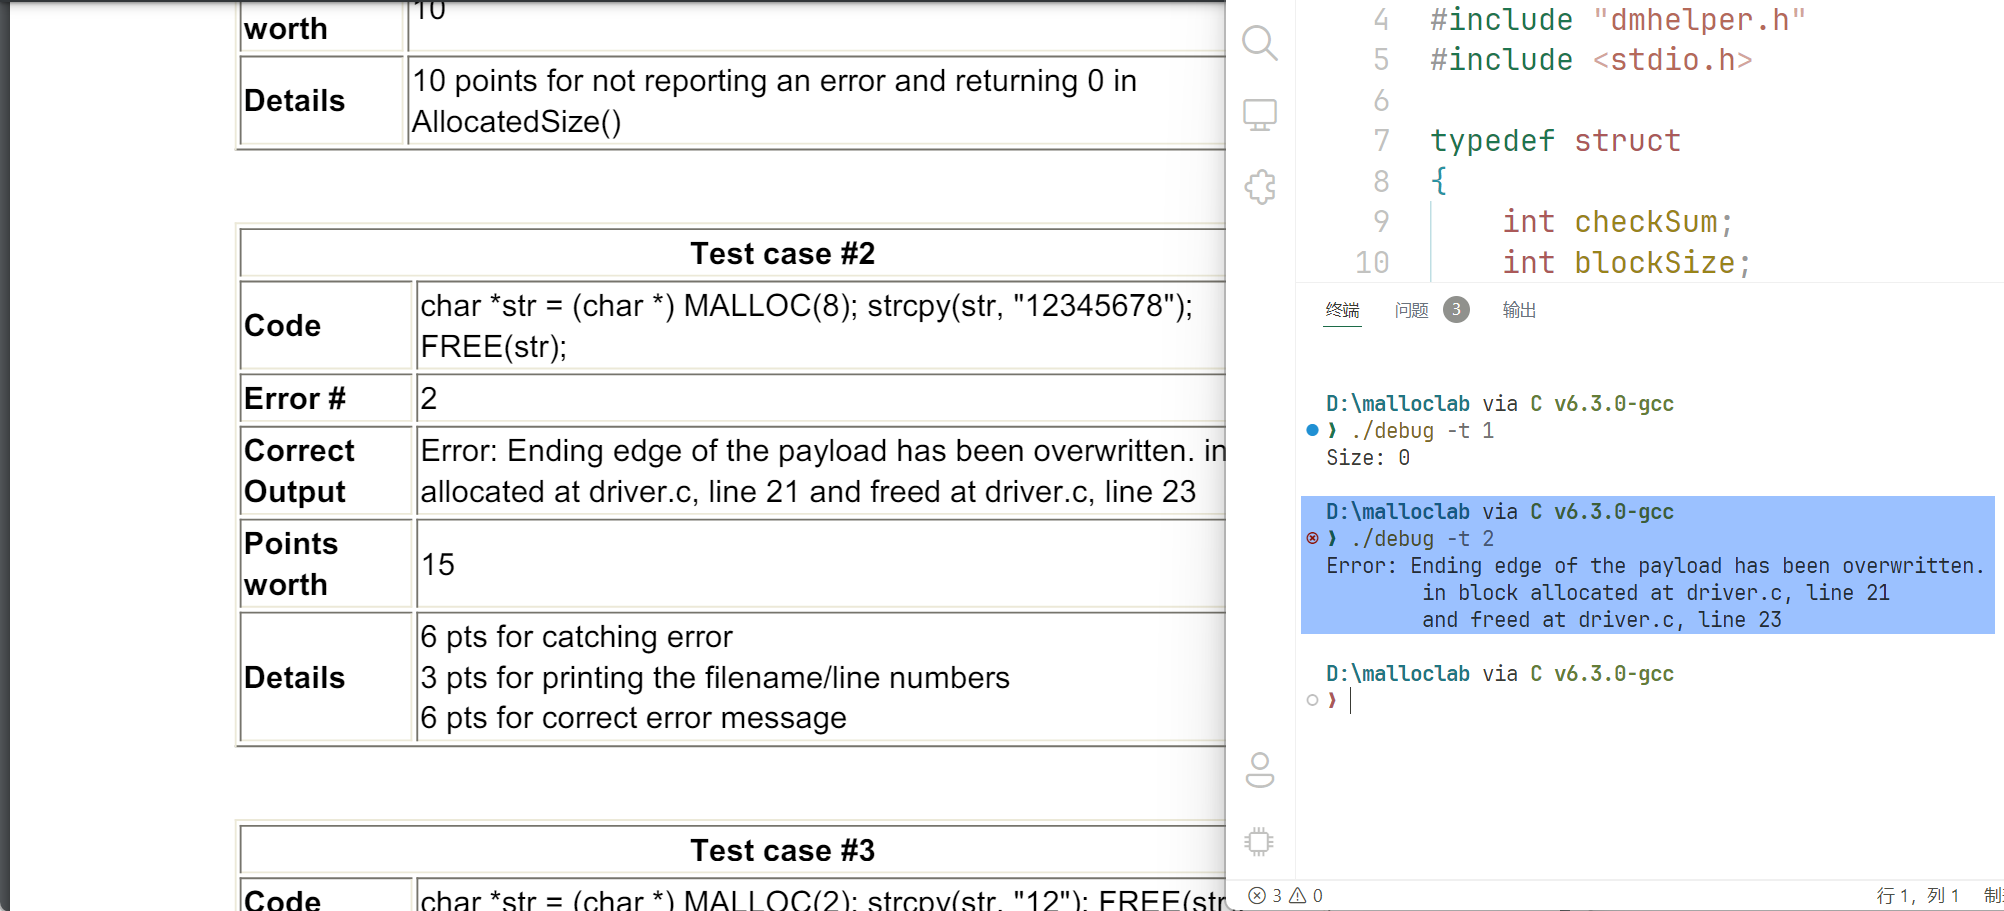 worth
10
Details
10 points for not reporting an error and returning 0 in
AllocatedSize()
Test case #2
Code
char *str = (char *) MALLOC(8); strcpy(str, "12345678");
FREE(str);
Error #
2
Correct
Output
Error: Ending edge of the payload has been overwritten. in
allocated at driver.c, line 21 and freed at driver.c, line 23
Points
worth
15
Details
6 pts for catching error
3 pts for printing the filename/line numbers
6 pts for correct error message
Test case #3
Code
char *str = (char *) MALLOC(2); strcpy(str, "12"); FREE(str
4 #include "dmhelper.h"
5 #include <stdio.h>
6
7 typedef struct
8 {
9 int checkSum;
10 int blockSize;
终端 问题 3 输出
D:\malloclab via C v6.3.0-gcc
❯ ./debug -t 1
Size: 0
D:\malloclab via C v6.3.0-gcc
❯ ./debug -t 2
Error: Ending edge of the payload has been overwritten.
in block allocated at driver.c, line 21
and freed at driver.c, line 23
D:\malloclab via C v6.3.0-gcc
❯
3 0
行 1, 列 1 制